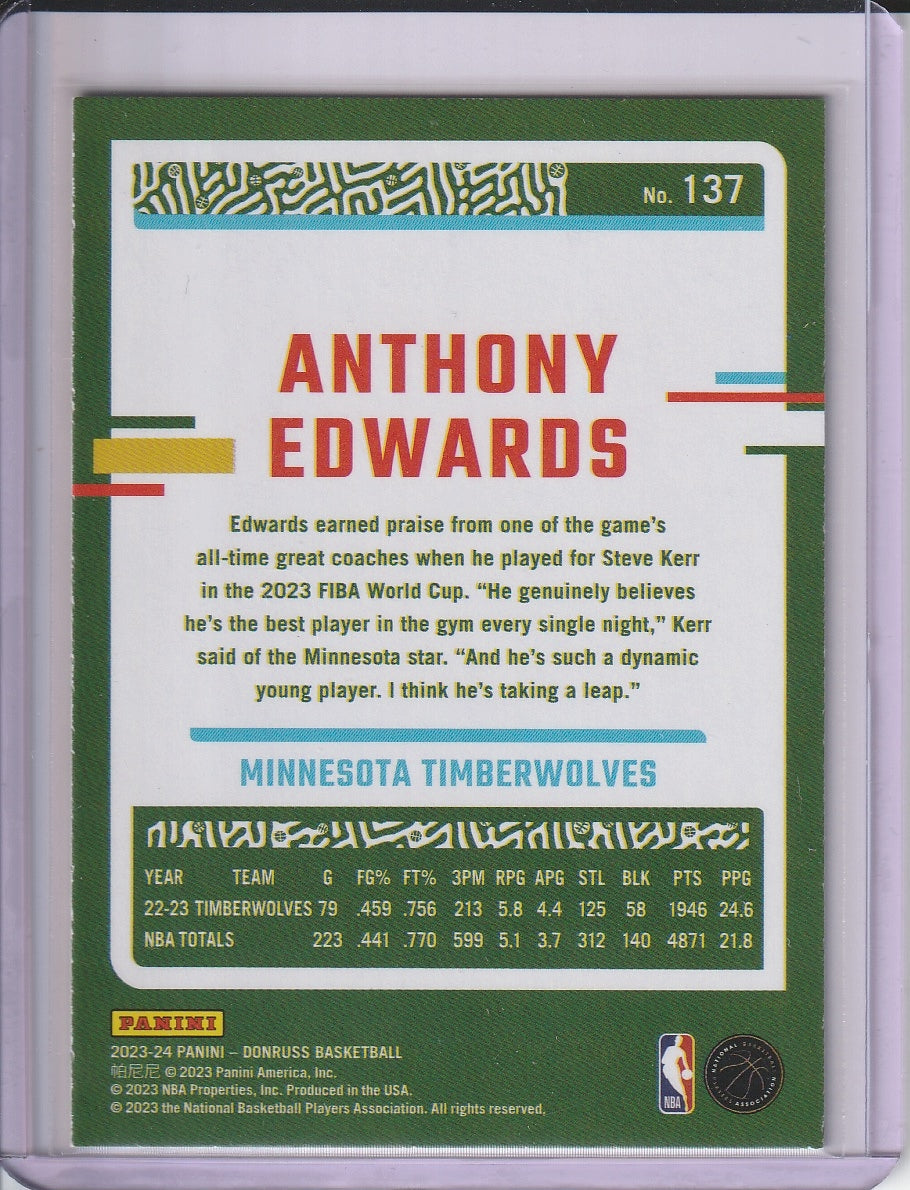 No. 137
ANTHONY
EDWARDS
Edwards earned praise from one of the game's
all-time great coaches when he played for Steve Kerr
in the 2023 FIBA World Cup. “He genuinely believes
he's the best player in the gym every single night,” Kerr
said of the Minnesota star. “And he's such a dynamic
young player. I think he's taking a leap.”
MINNESOTA TIMBERWOLVES
YEAR TEAM G FG% FT% 3PM RPG APG STL BLK PTS PPG
22-23 TIMBERWOLVES 79 .459 .756 213 5.8 4.4 125 58 1946 24.6
NBA TOTALS 223 .441 .770 599 5.1 3.7 312 140 4871 21.8
PANINI
2023-24 PANINI – DONRUSS BASKETBALL
帕尼尼 © 2023 Panini America, Inc.
© 2023 NBA Properties, Inc. Produced in the USA.
© 2023 the National Basketball Players Association. All rights reserved.
NBA
NATIONAL BASKETBALL PLAYERS ASSOCIATION